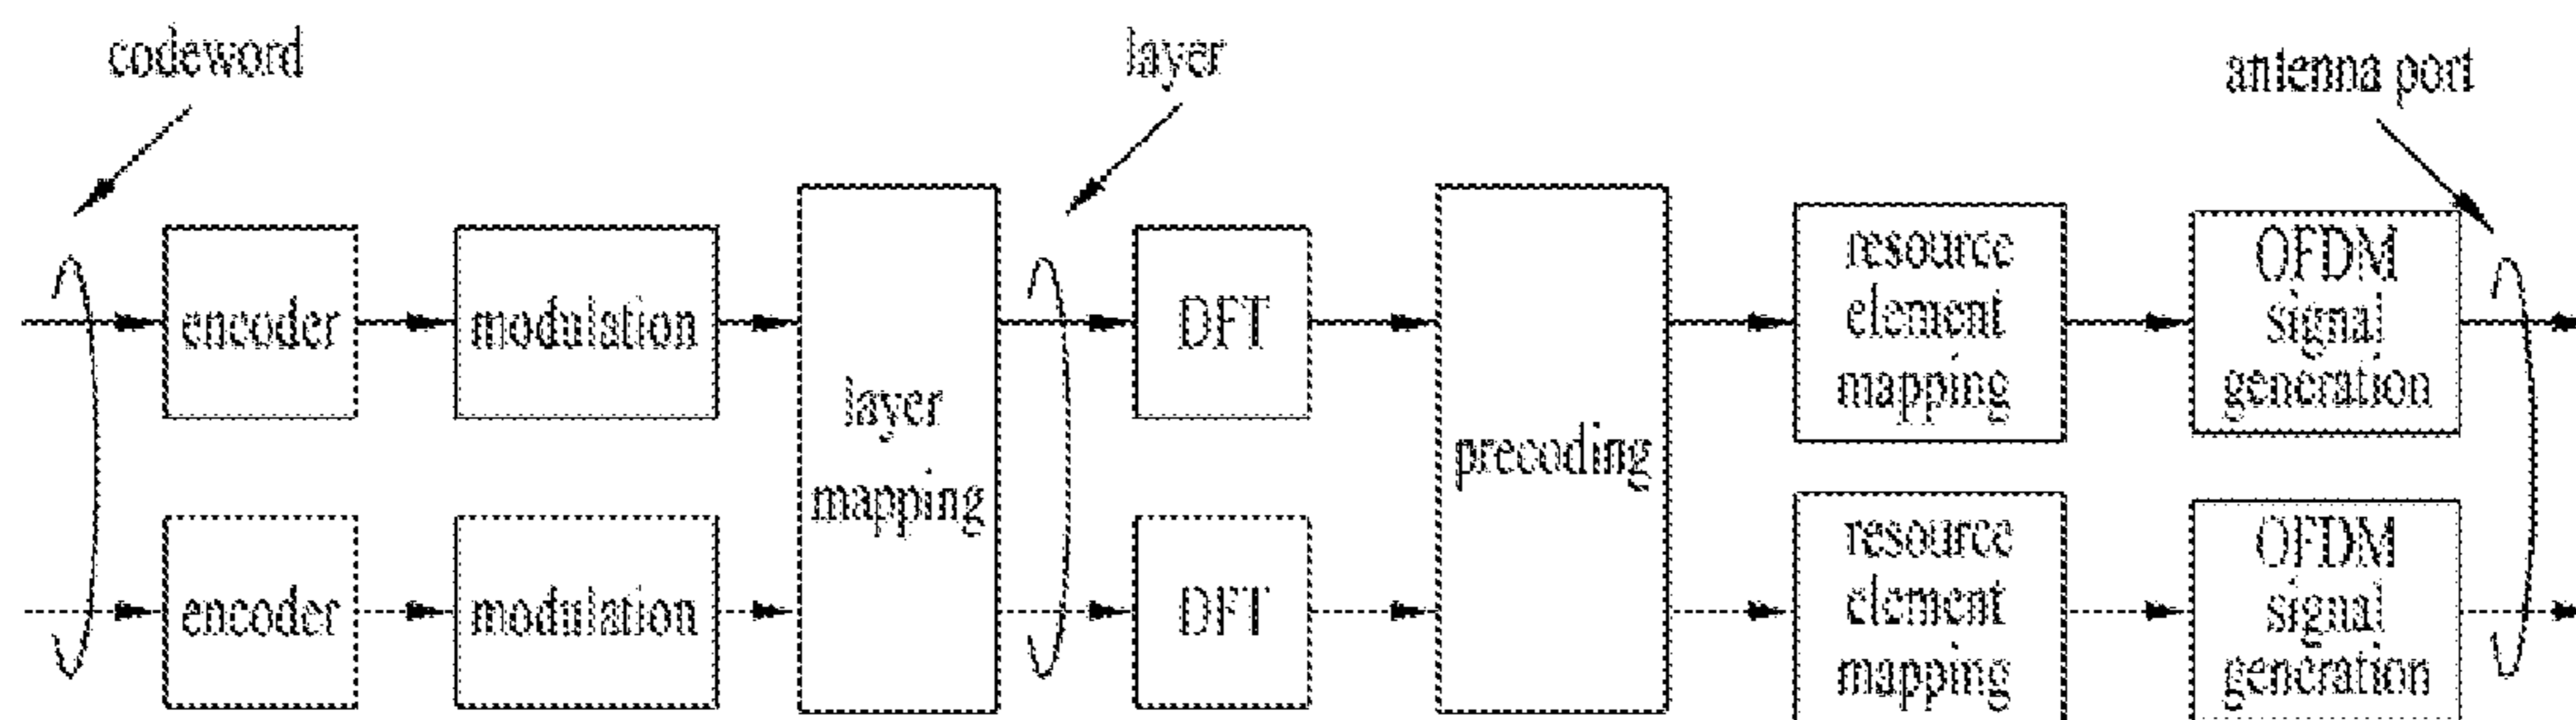 codeword
layer
antenna port
encoder
modulation
layer
mapping
DFT
precoding
resource
element
mapping
OFDM
signal
generation
encoder
modulation
DFT
resource
element
mapping
OFDM
signal
generation